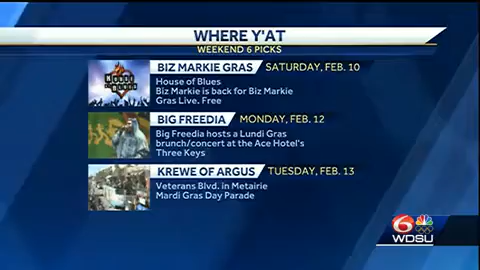 WHERE Y'AT
WEEKEND 6 PICKS
BIZ MARKIE GRAS SATURDAY, FEB. 10
HOUSE
BLUES
House of Blues
Biz Markie is back for Biz Markie
Gras Live. Free
BIG FREEDIA MONDAY, FEB. 12
Big Freedia hosts a Lundi Gras
brunch/concert at the Ace Hotel's
Three Keys
KREWE OF ARGUS TUESDAY, FEB. 13
Veterans Blvd. in Metairie
Mardi Gras Day Parade
6
WDSU